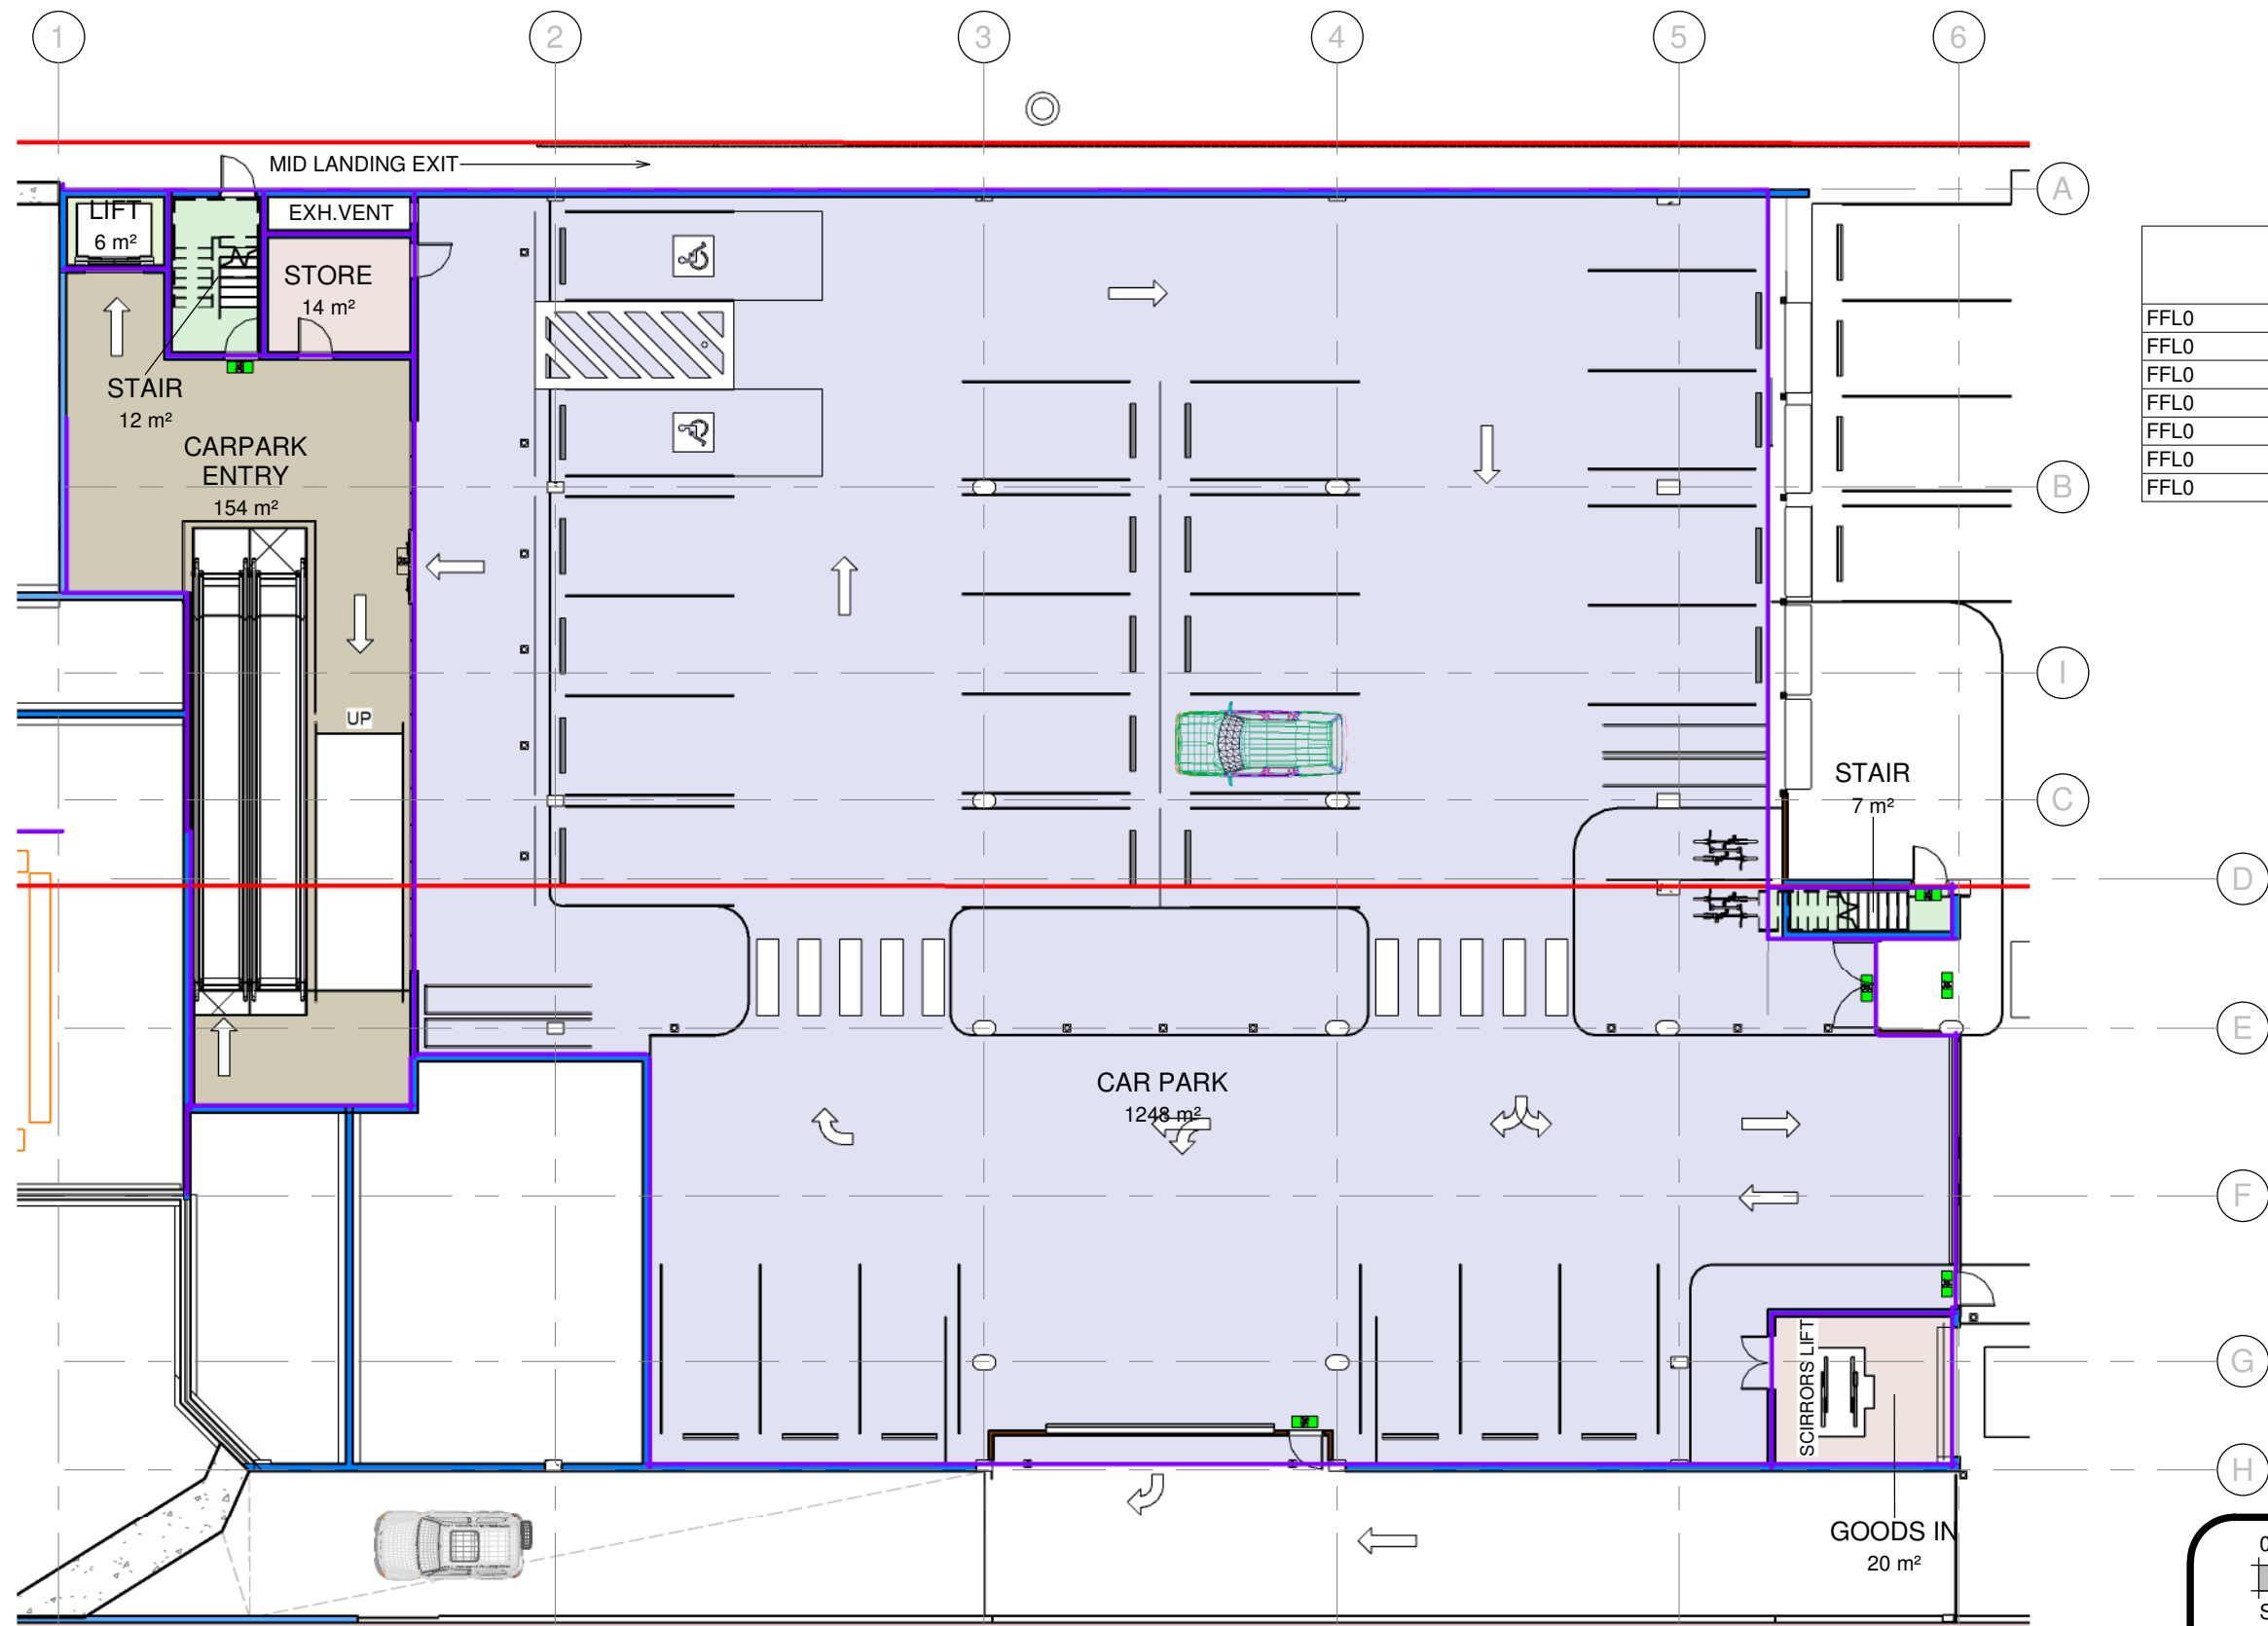 1
2
3
4
5
6
MID LANDING EXIT
A
LIFT
6 m²
EXH.VENT
STORE
14 m²
FFL0
FFL0
FFL0
FFL0
FFL0
FFL0
FFL0
STAIR
12 m²
CARPARK
ENTRY
154 m²
B
I
UP
STAIR
7 m²
C
D
E
CAR PARK
1248 m²
F
SCIRRORS LIFT
G
H
GOODS IN
20 m²
0
S